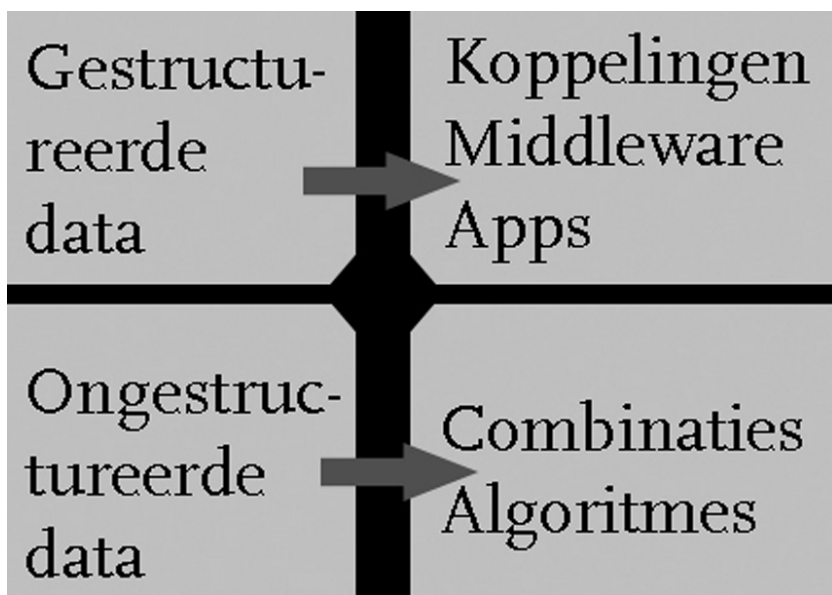 Gestructu-
reerde
data
Koppelingen
Middleware
Apps
Ongestruc-
tureerde
data
Combinaties
Algoritmes